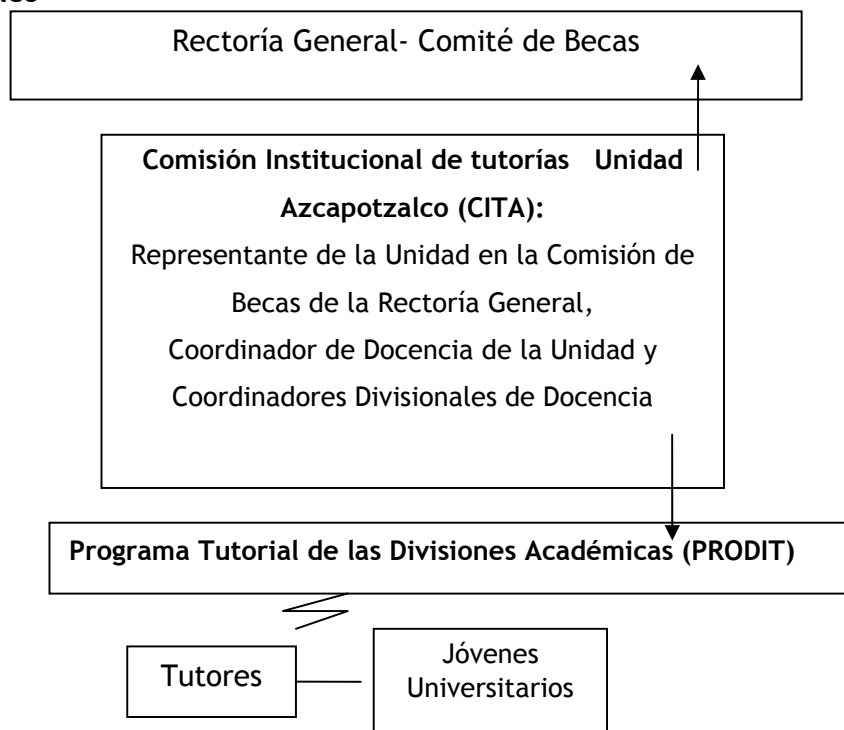 Rectoría General- Comité de Becas
Comisión Institucional de tutorías Unidad
Azcapotzalco (CITA):
Representante de la Unidad en la Comisión de
Becas de la Rectoría General,
Coordinador de Docencia de la Unidad y
Coordinadores Divisionales de Docencia
Programa Tutorial de las Divisiones Académicas (PRODIT)
Tutores
Jóvenes
Universitarios